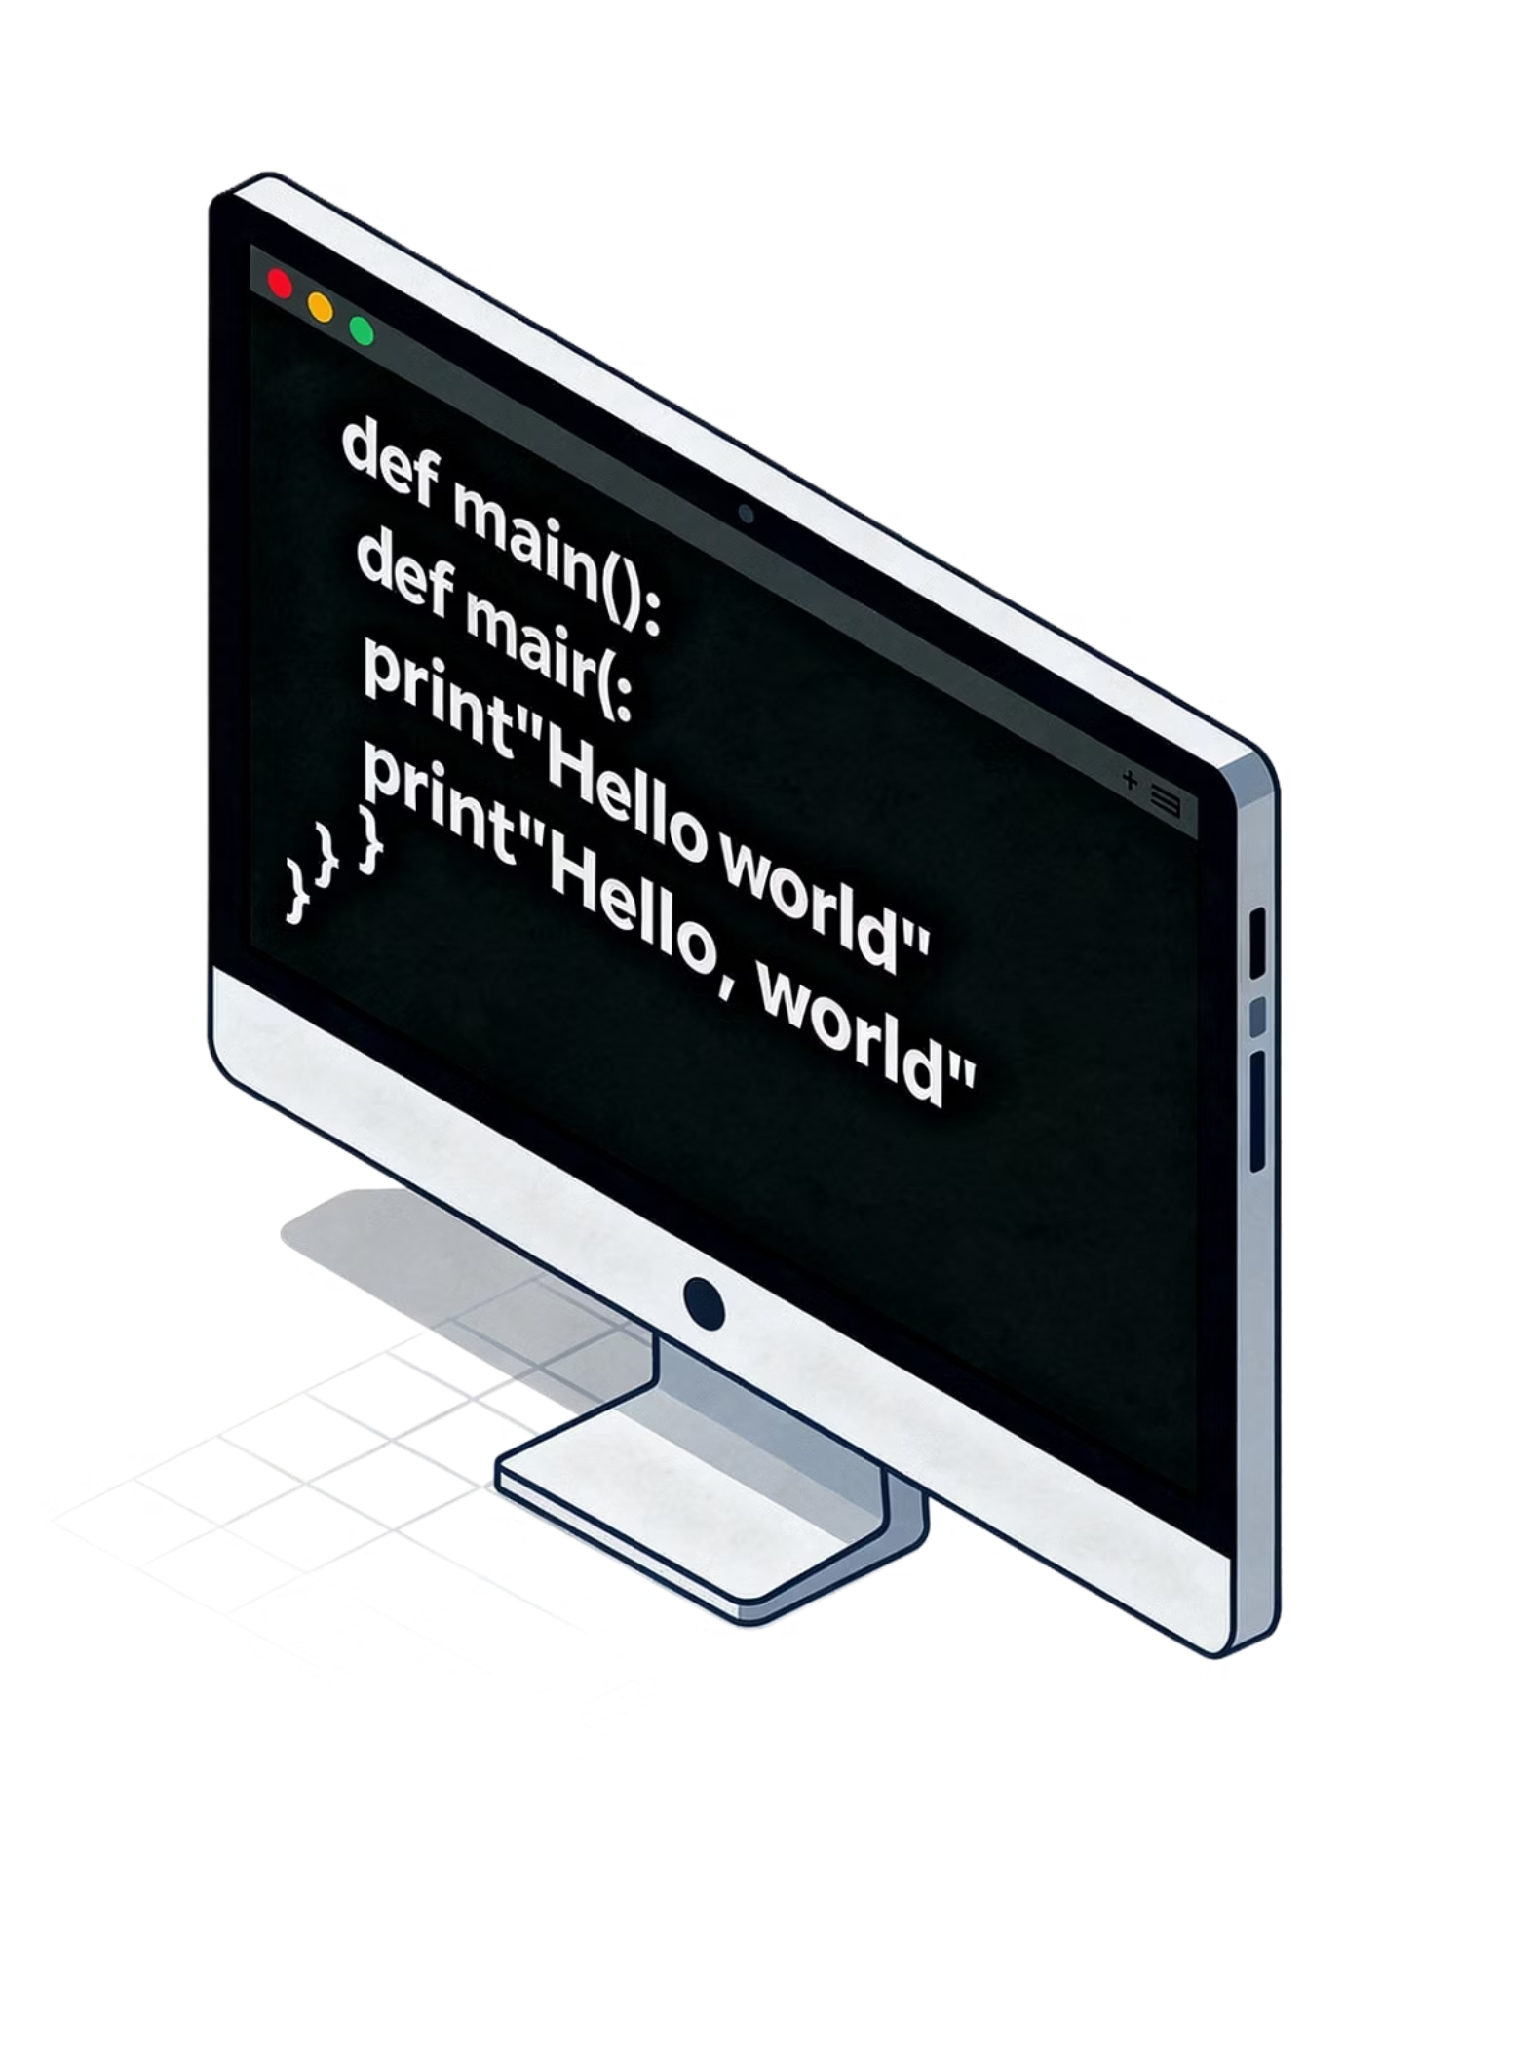 def main():
def mair(:
print"Hello world"
print"Hello, world"
}
}
}